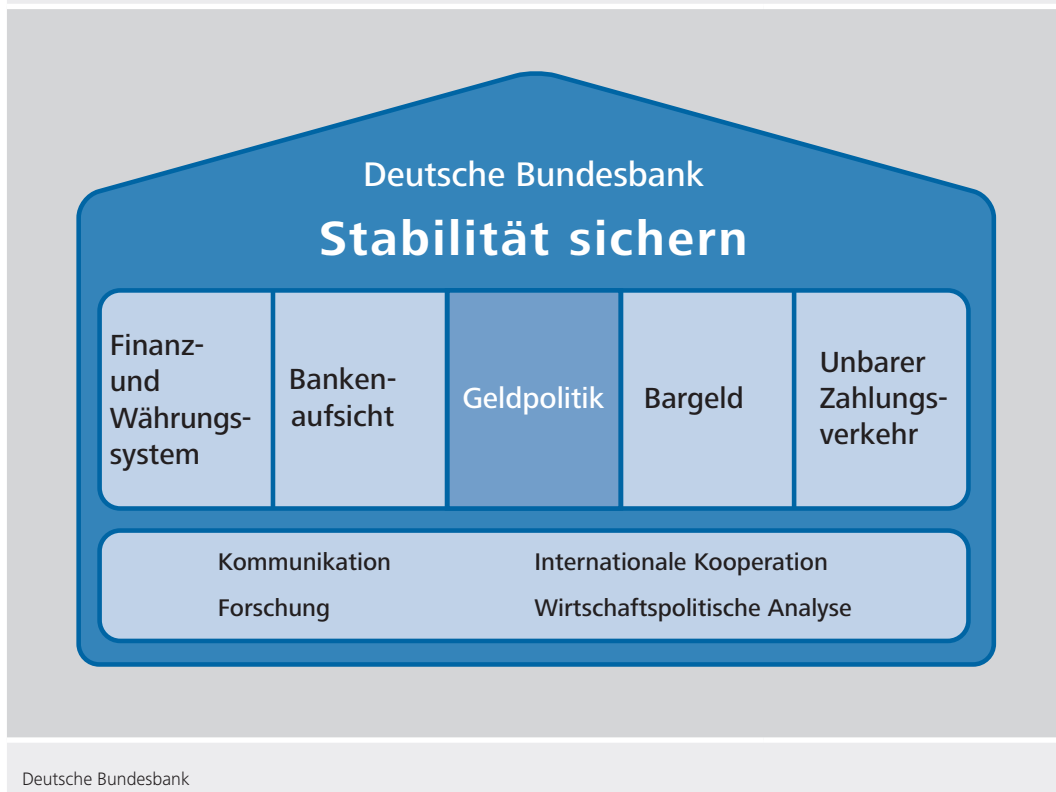 Deutsche Bundesbank
Stabilität sichern
Finanz-
und
Währungs-
system
Banken-
aufsicht
Geldpolitik
Bargeld
Unbarer
Zahlungs-
verkehr
Kommunikation
Internationale Kooperation
Forschung
Wirtschaftspolitische Analyse
Deutsche Bundesbank